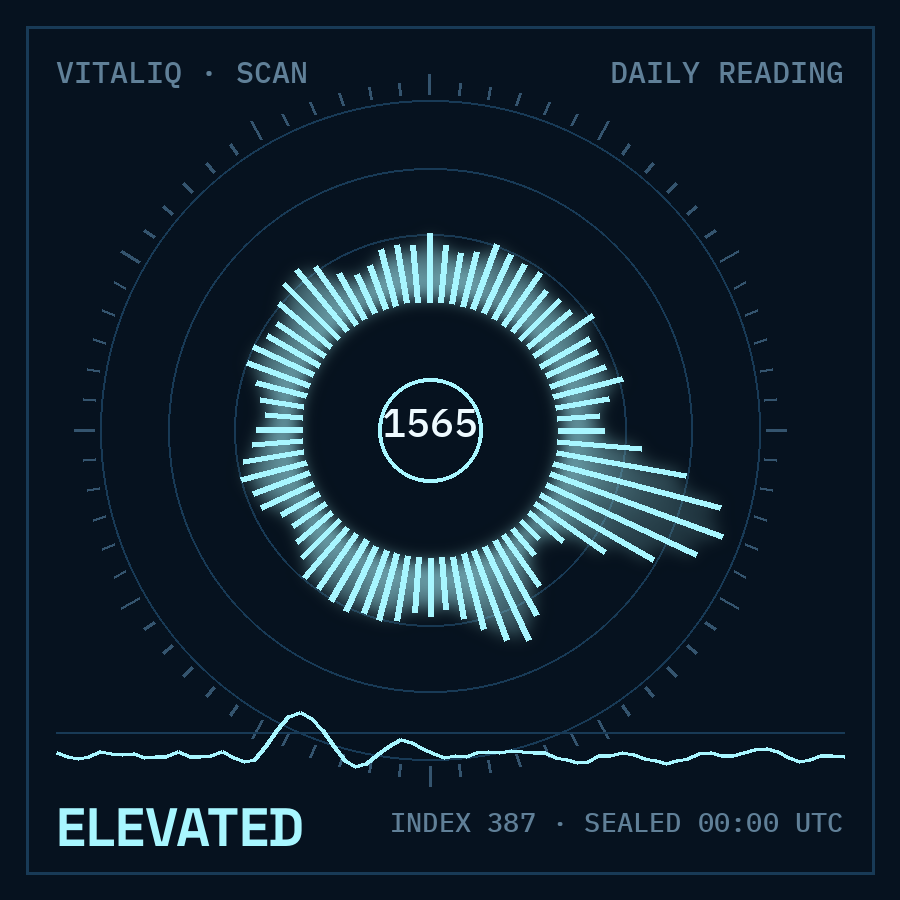 VITALIQ · SCAN
DAILY READING
1565
ELEVATED
INDEX 387 · SEALED 00:00 UTC